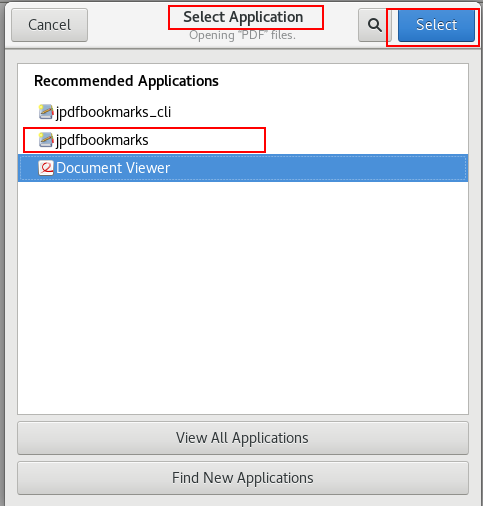 Cancel
Select Application
Opening "PDF" files.
Select
Recommended Applications
jpdfbookmarks_cli
jpdfbookmarks
Document Viewer
View All Applications
Find New Applications